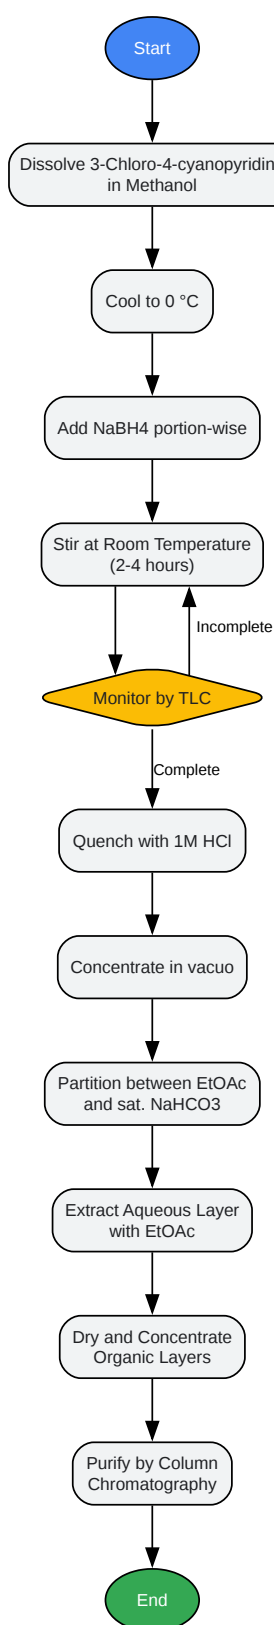 Start
Dissolve 3-Chloro-4-cyanopyridin
in Methanol
Cool to 0 °C
Add NaBH4 portion-wise
Stir at Room Temperature
(2-4 hours)
Incomplete
Monitor by TLC
Complete
Quench with 1M HCl
Concentrate in vacuo
Partition between EtOAc
and sat. NaHCO3
Extract Aqueous Layer
with EtOAc
Dry and Concentrate
Organic Layers
Purify by Column
Chromatography
End